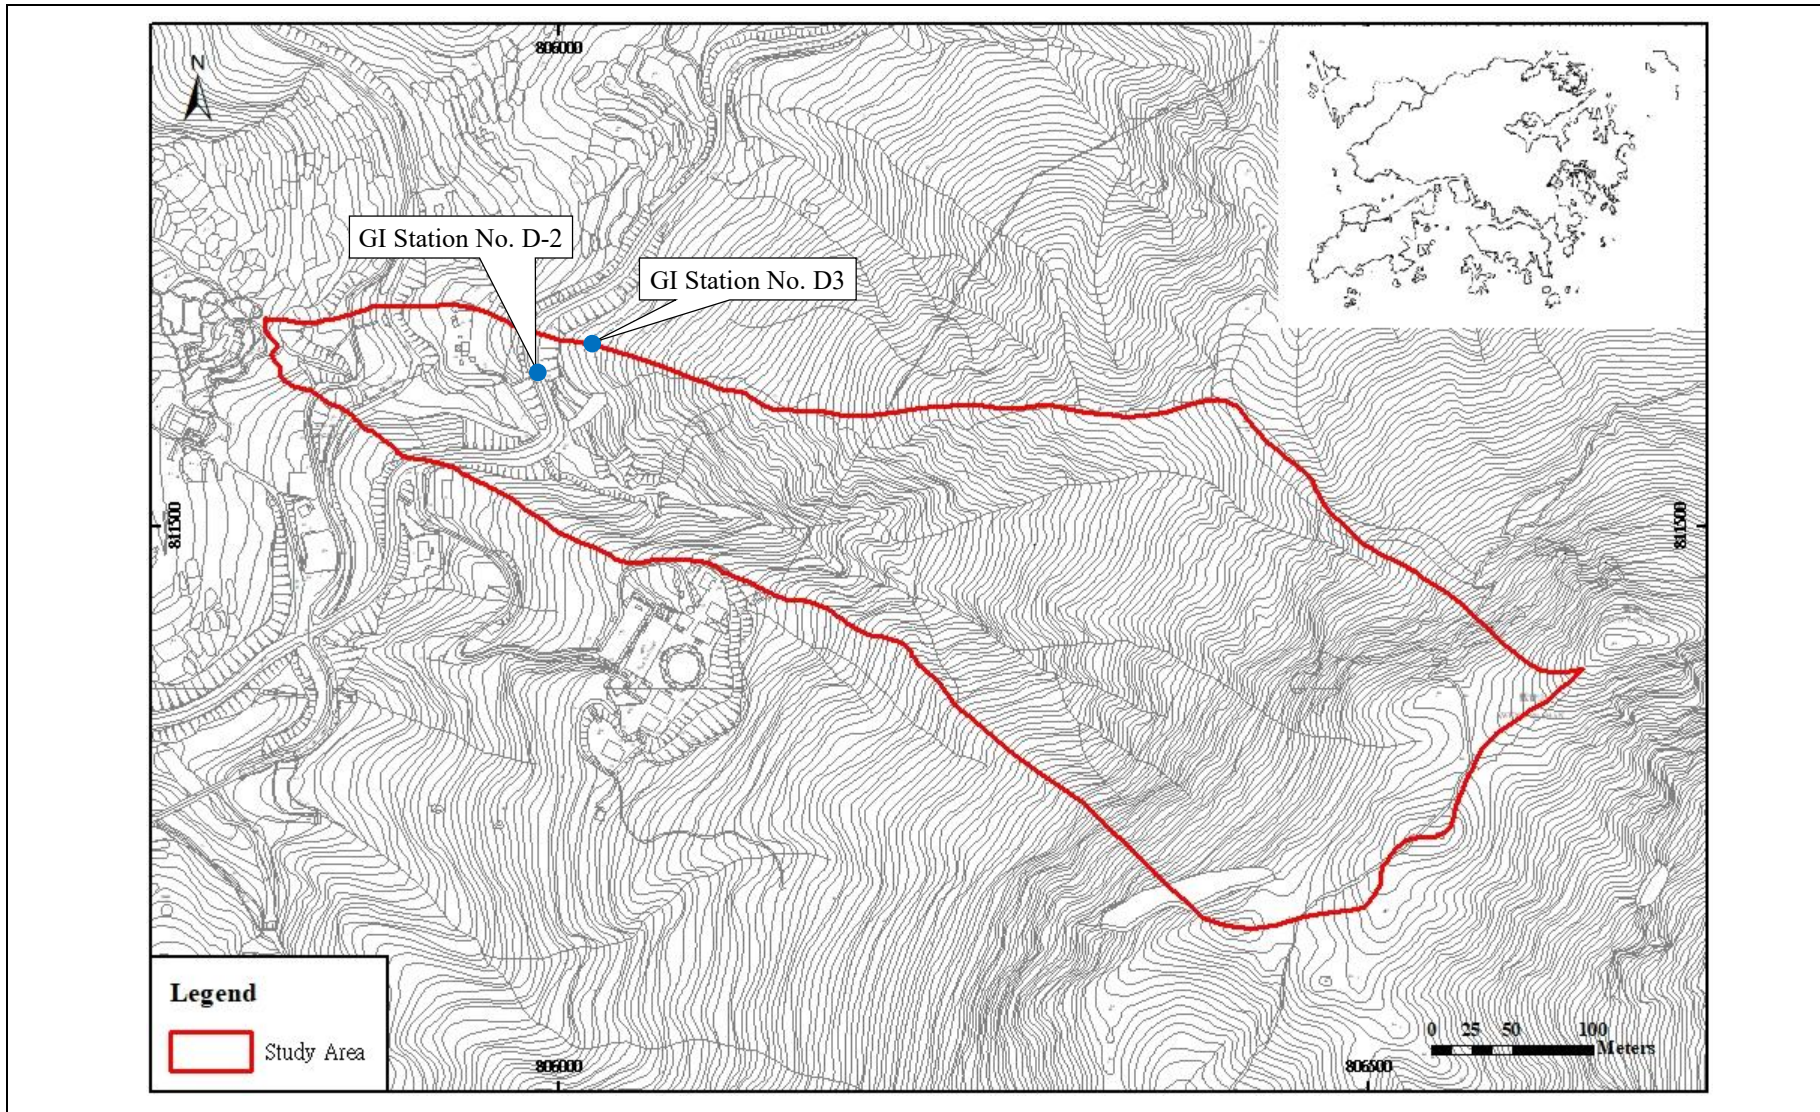 806000
N
GI Station No. D-2
GI Station No. D3
811500
811500
Legend
Study Area
0 25 50 100
Meters
806000
806500